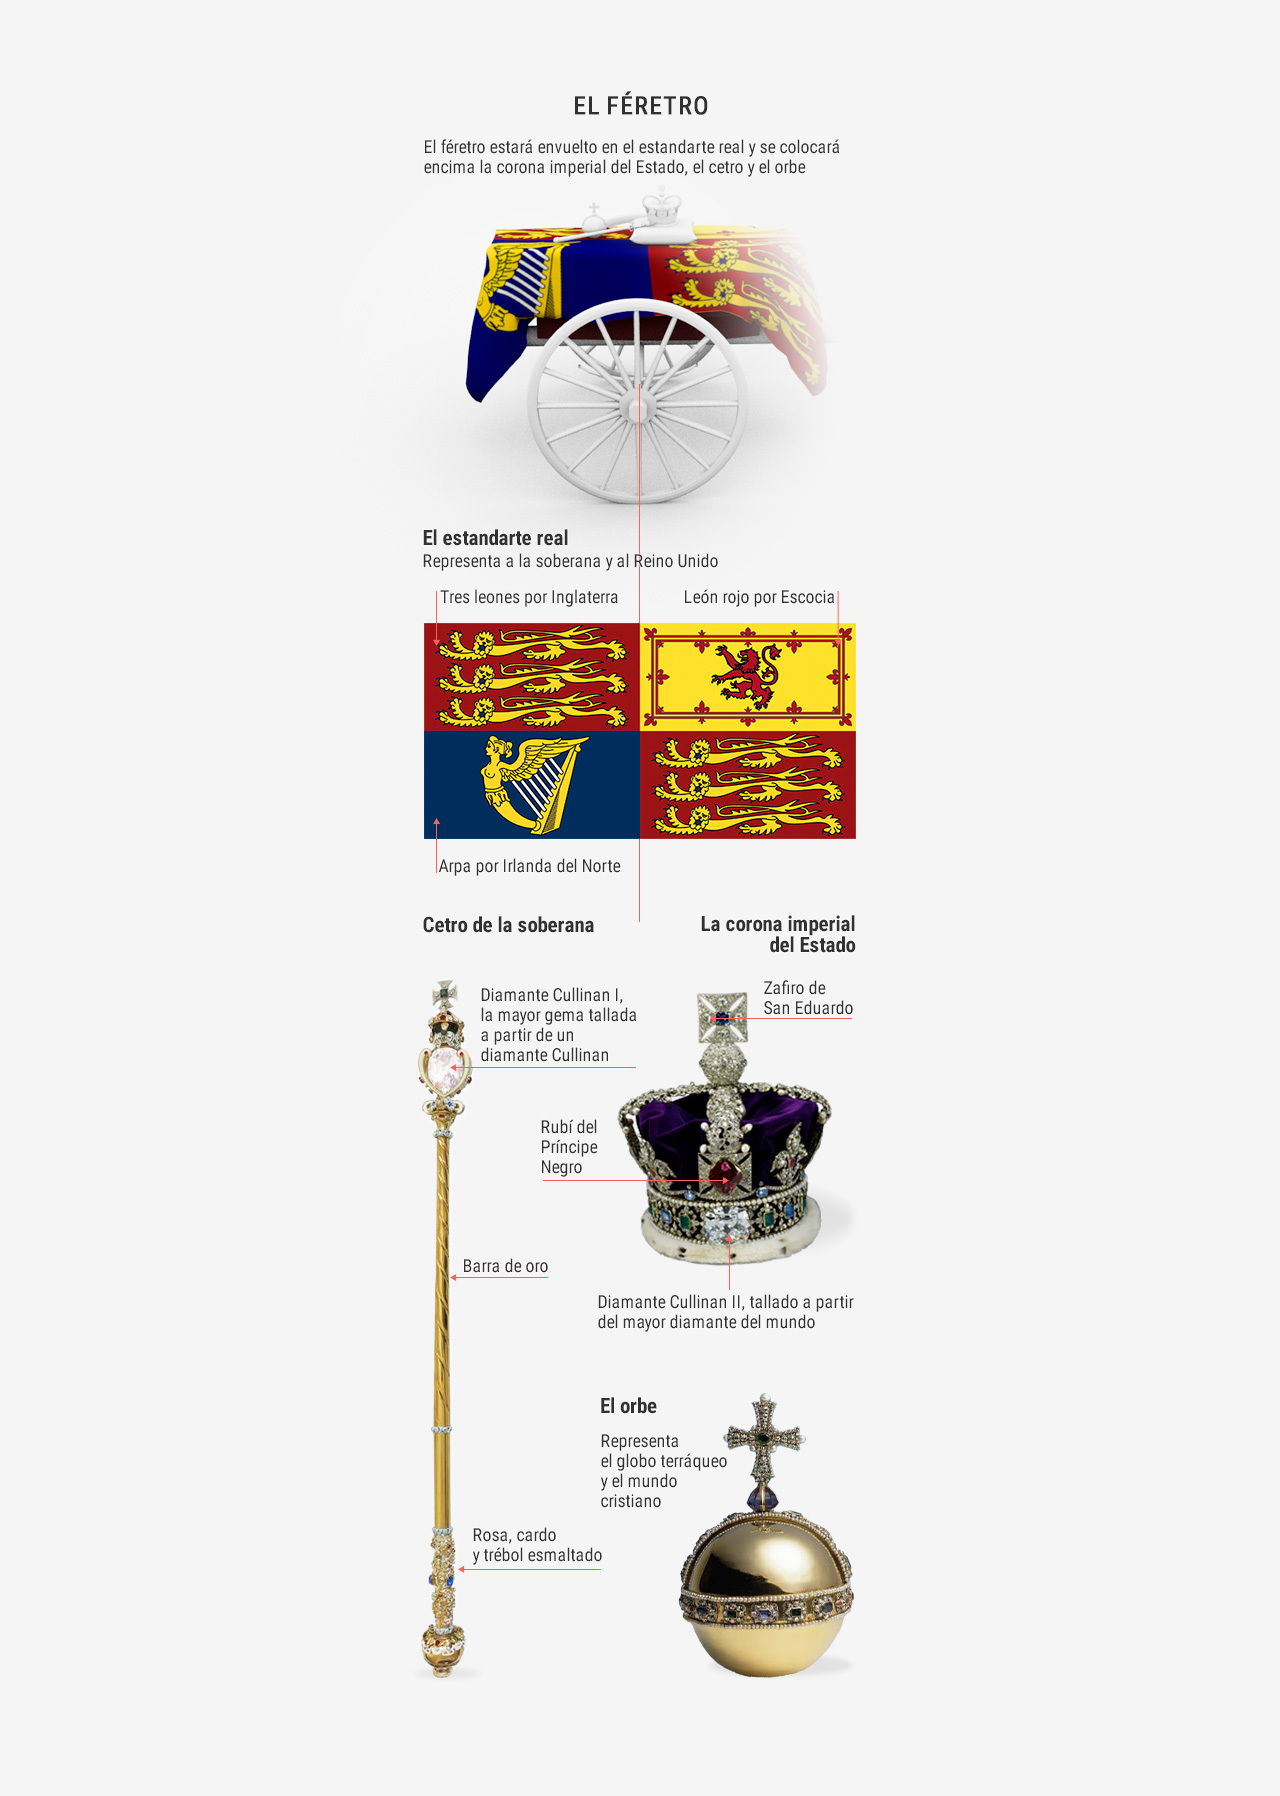 EL FÉRETRO
El féretro estará envuelto en el estandarte real y se colocará
encima la corona imperial del Estado, el cetro y el orbe
El estandarte real
Representa a la soberana y al Reino Unido
Tres leones por Inglaterra
León rojo por Escocia
Arpa por Irlanda del Norte
Cetro de la soberana
Diamante Cullinan I,
la mayor gema tallada
a partir de un
diamante Cullinan
Barra de oro
Rosa, cardo
y trébol esmaltado
La corona imperial
del Estado
Zafiro de
San Eduardo
Rubí del
Príncipe
Negro
Diamante Cullinan II, tallado a partir
del mayor diamante del mundo
El orbe
Representa
el globo terráqueo
y el mundo
cristiano